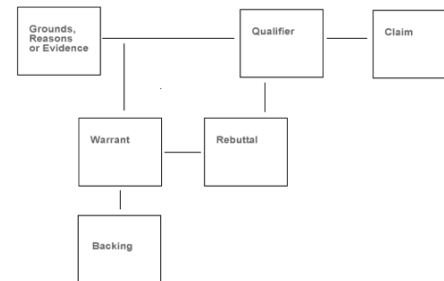 Grounds,
Reasons
or Evidence
Qualifier
Claim
Warrant
Rebuttal
Backing